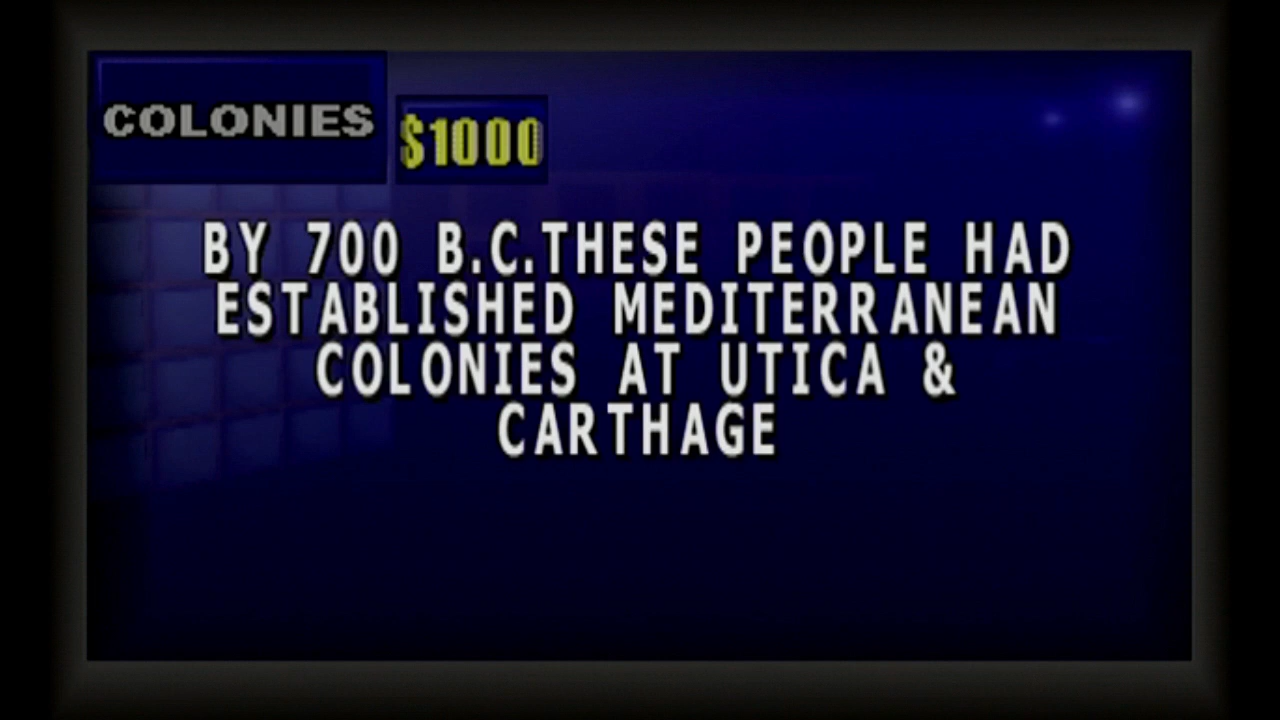 COLONIES
$1000
BY 700 B.C.THESE PEOPLE HAD
ESTABLISHED MEDITERRANEAN
COLONIES AT UTICA &
CARTHAGE